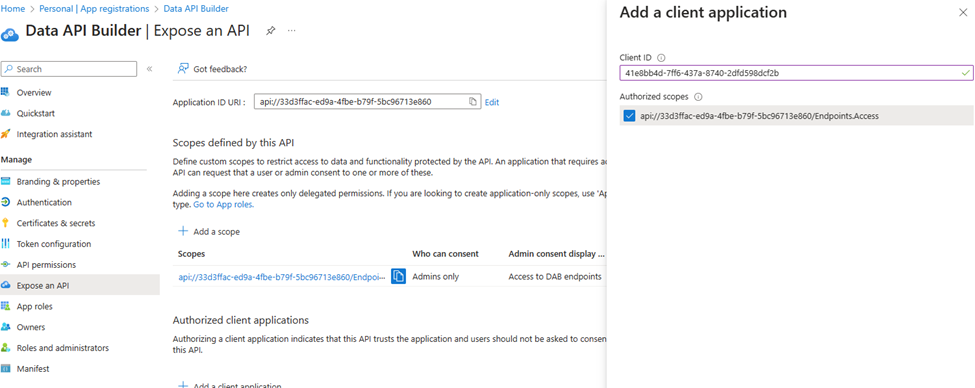 Home > Personal | App registrations > Data API Builder
Data API Builder | Expose an API
Search
Overview
Quickstart
Integration assistant
Manage
Branding & properties
Authentication
Certificates & secrets
Token configuration
API permissions
Expose an API
App roles
Owners
Roles and administrators
Manifest
Got feedback?
Application ID URI : api://33d3ffac-ed9a-4fbe-b79f-5bc96713e860 Edit
Scopes defined by this API
Define custom scopes to restrict access to data and functionality protected by the API. An application that requires ac
API can request that a user or admin consent to one or more of these.
Adding a scope here creates only delegated permissions. If you are looking to create application-only scopes, use 'Ap
type. Go to App roles.
Add a scope
Scopes Who can consent Admin consent display ...
api://33d3ffac-ed9a-4fbe-b79f-5bc96713e860/Endpoi... Admins only Access to DAB endpoints
Authorized client applications
Authorizing a client application indicates that this API trusts the application and users should not be asked to consen
this API.
Add a client application
Add a client application
Client ID
41e8bb4d-7ff6-437a-8740-2dfd598dcf2b
Authorized scopes
api://33d3ffac-ed9a-4fbe-b79f-5bc96713e860/Endpoints.Access